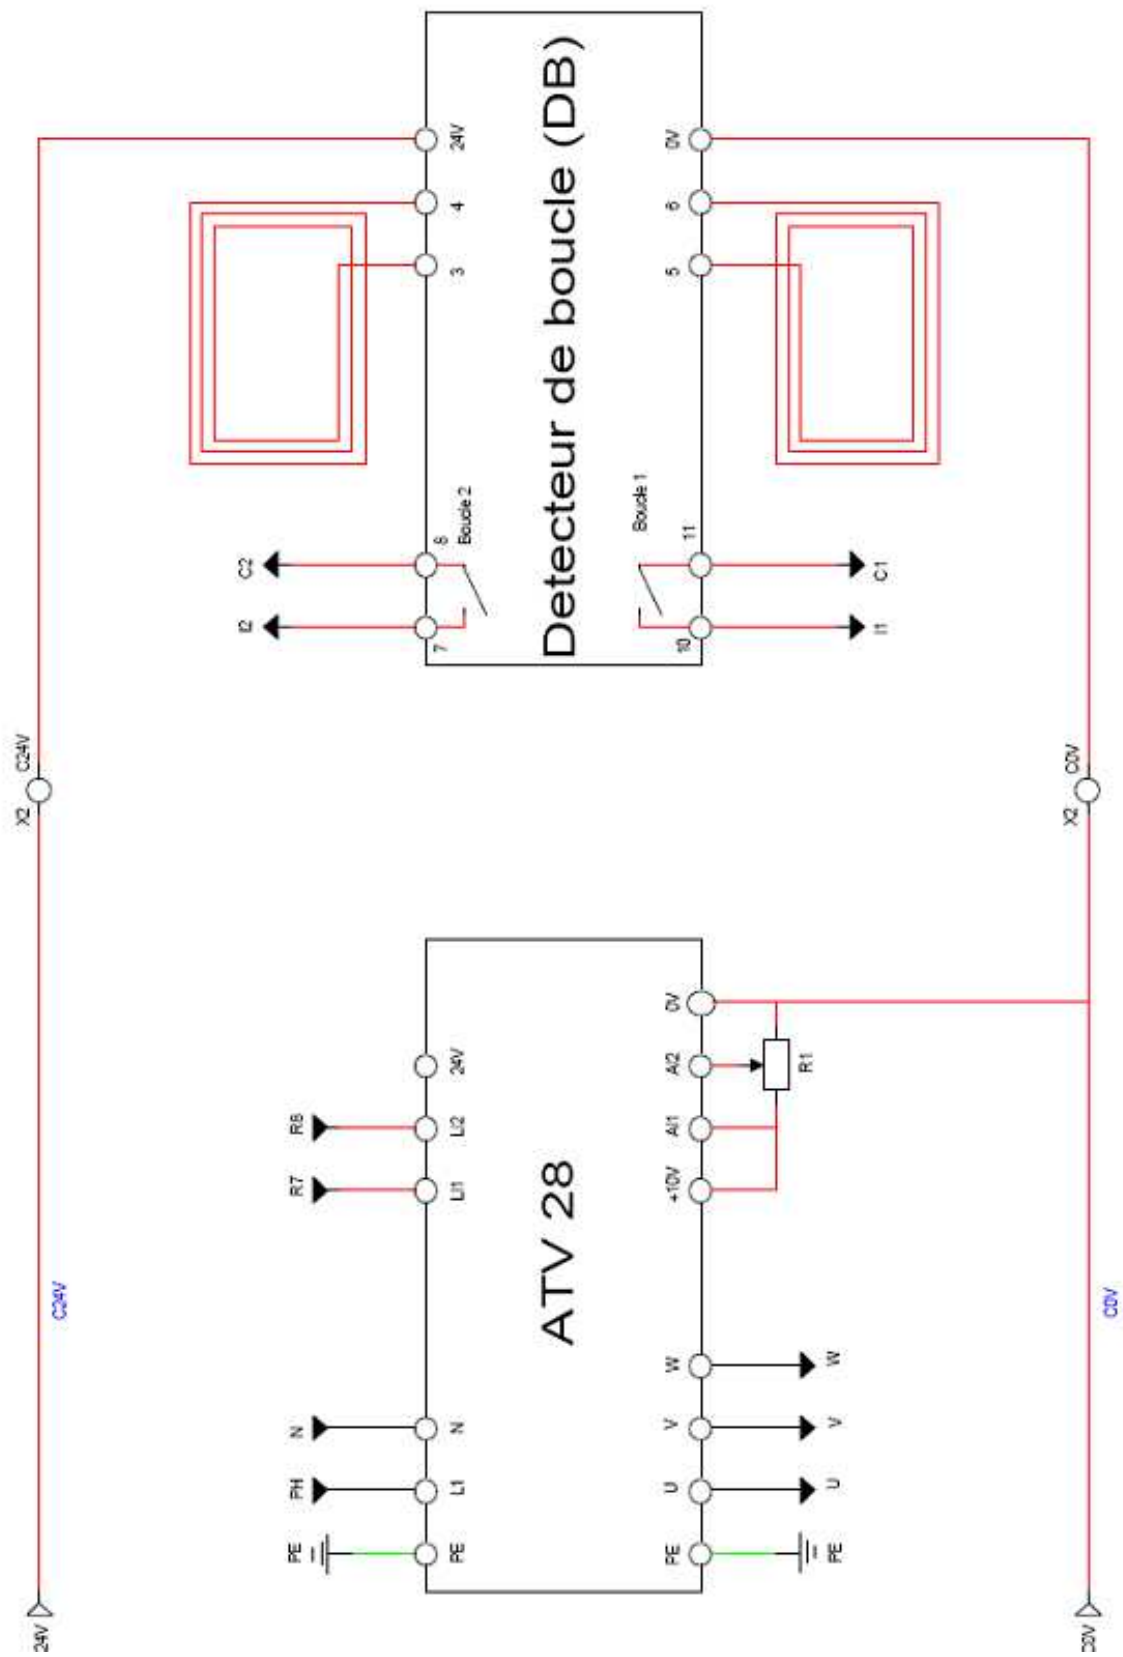 24V
X2 C24V
C24V
I2 C2
PE PH N R7 R8
PE L1 N LI1 LI2 24V
7 8
3 4 24V
Boucle 2
ATV 28
Detecteur de boucle (DB)
Boucle 1
PE U V W +10V AI1 AI2 0V
10 11
5 6 0V
R1
PE U V W
I1 C1
X2 C0V
C0V
C0V